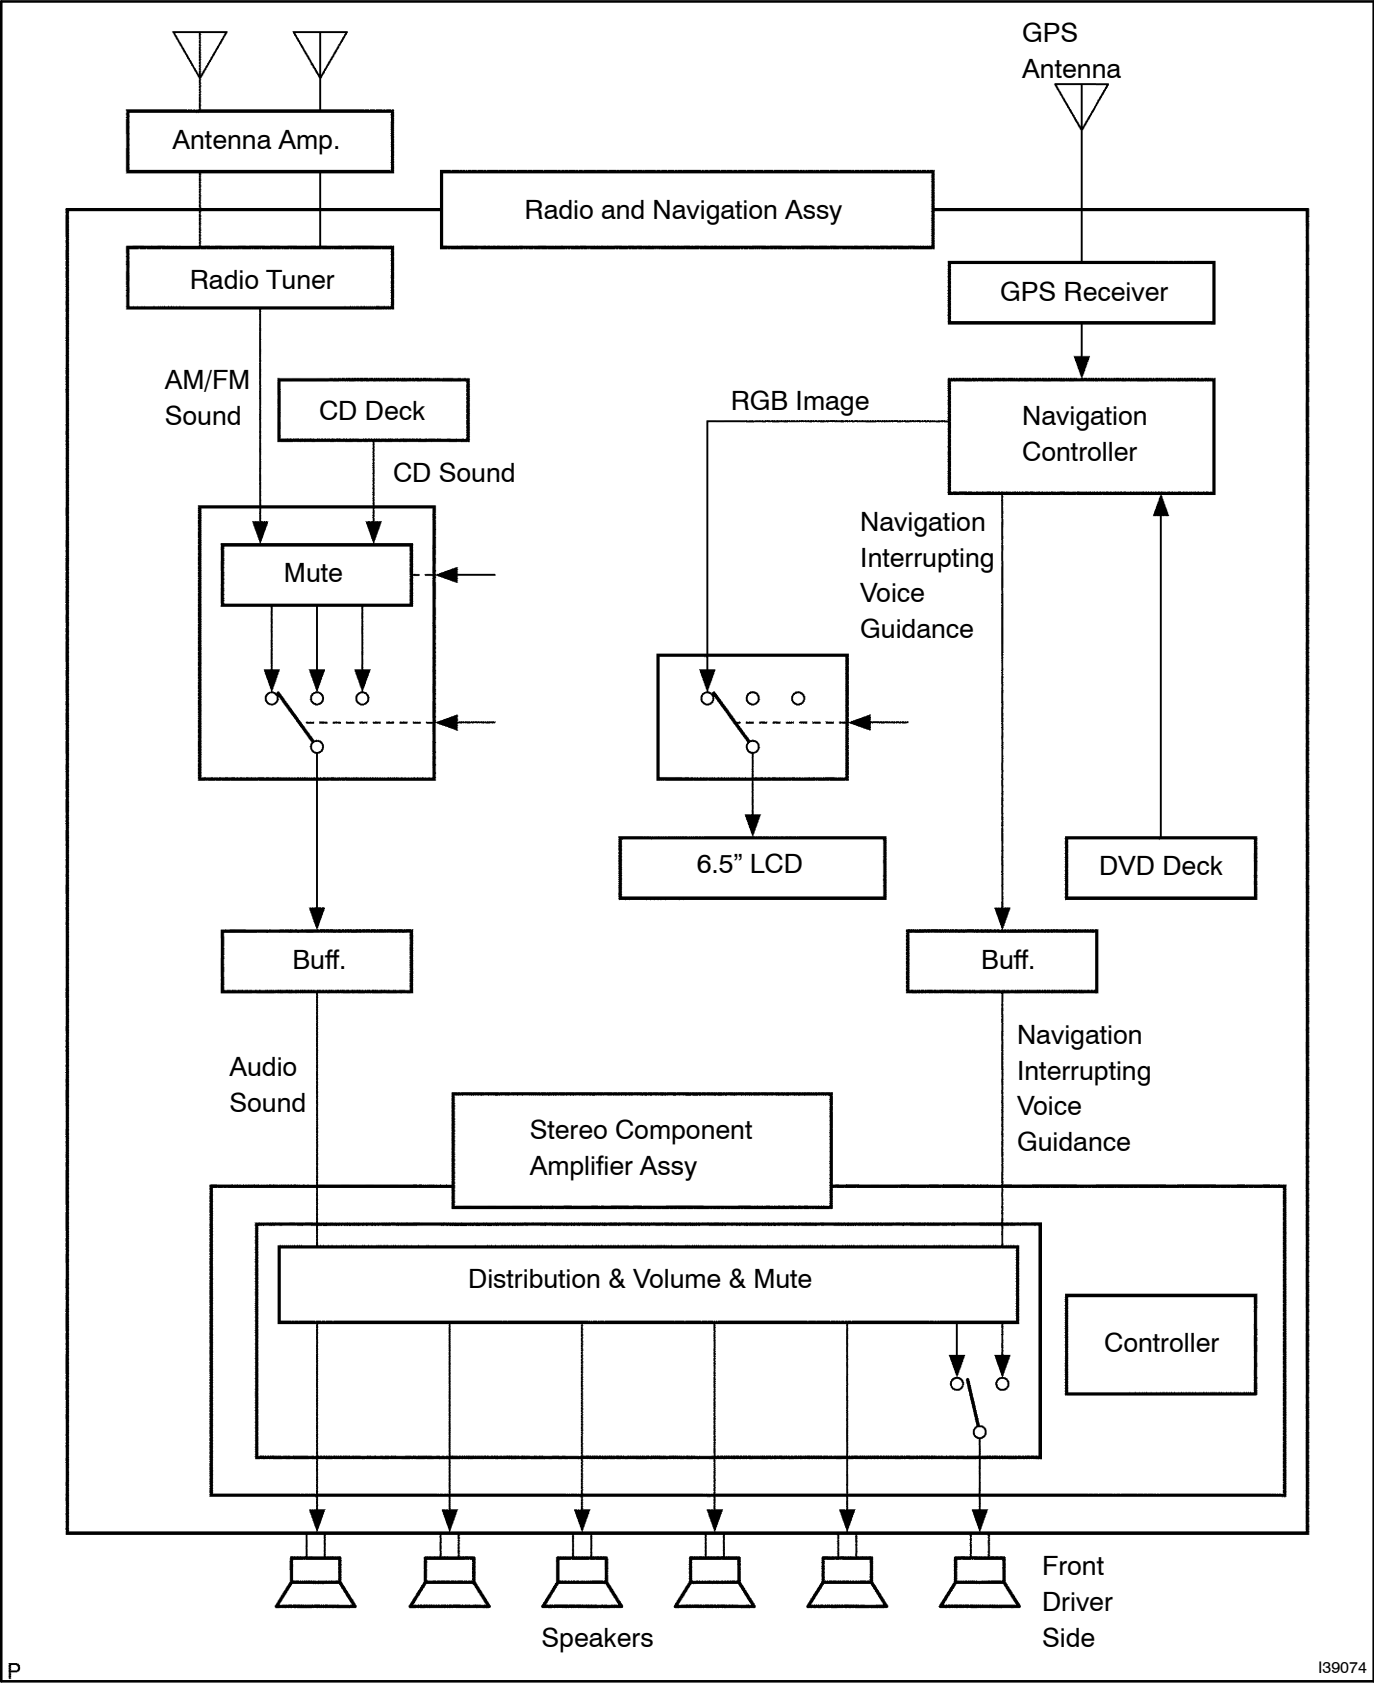 GPS
Antenna
Antenna Amp.
Radio and Navigation Assy
Radio Tuner
GPS Receiver
AM/FM
Sound
CD Deck
RGB Image
Navigation
Controller
CD Sound
Navigation
Interrupting
Voice
Guidance
Mute
6.5” LCD
DVD Deck
Buff.
Buff.
Audio
Sound
Navigation
Interrupting
Voice
Guidance
Stereo Component
Amplifier Assy
Distribution & Volume & Mute
Controller
Front
Driver
Side
Speakers
P
I39074